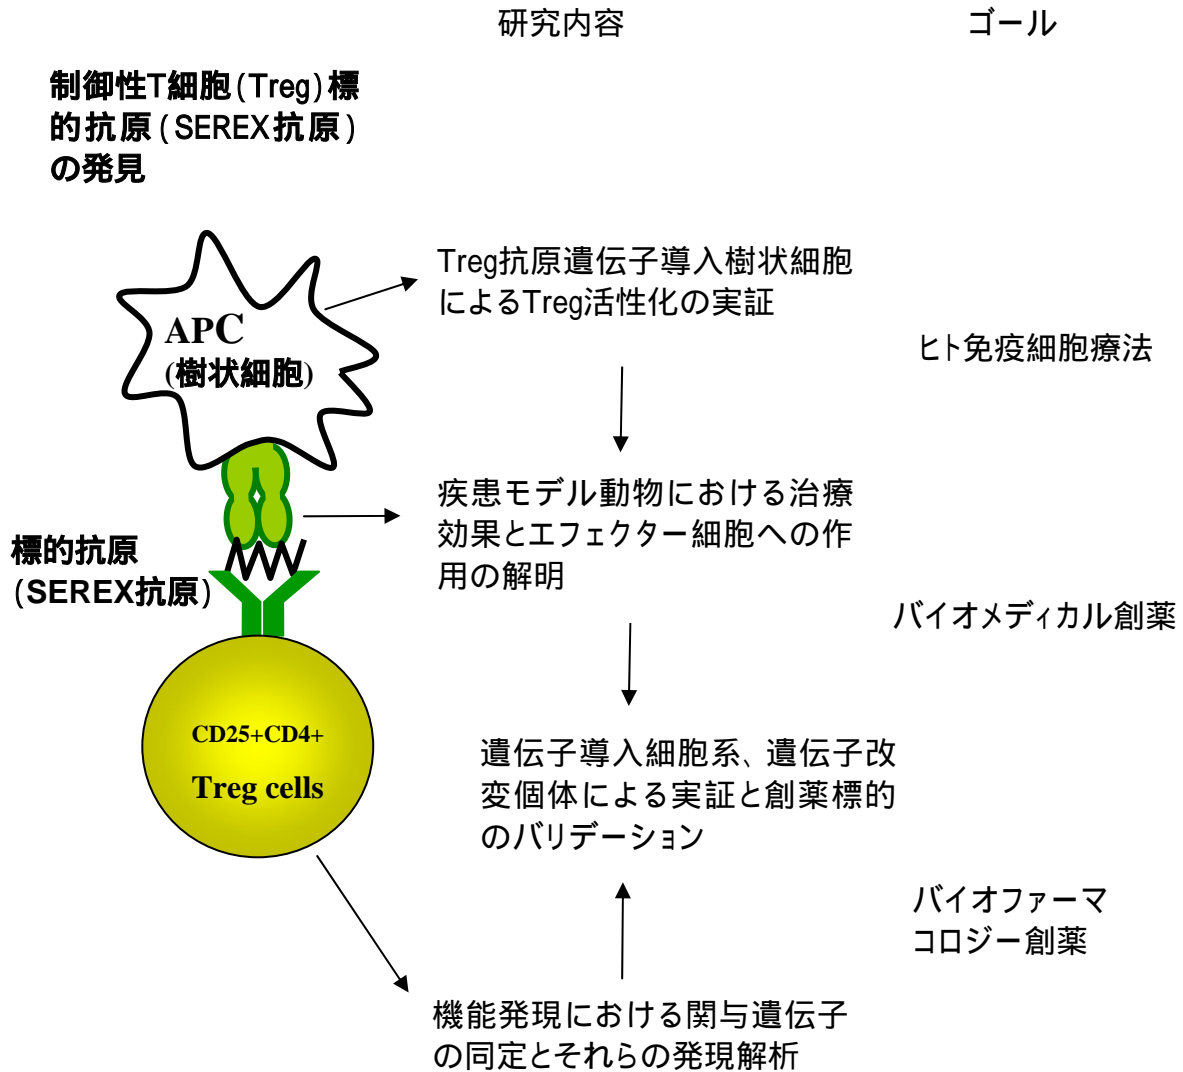 研究内容
ゴール
制御性T細胞(Treg)標
的抗原(SEREX抗原)
の発見
APC
(樹状細胞)
Treg抗原遺伝子導入樹状細胞
によるTreg活性化の実証
ヒト免疫細胞療法
標的抗原
(SEREX抗原)
疾患モデル動物における治療
効果とエフェクター細胞への作
用の解明
バイオメディカル創薬
CD25+CD4+
Treg cells
遺伝子導入細胞系、遺伝子改
変個体による実証と創薬標的
のバリデーション
バイオファーマ
コロジー創薬
機能発現における関与遺伝子
の同定とそれらの発現解析